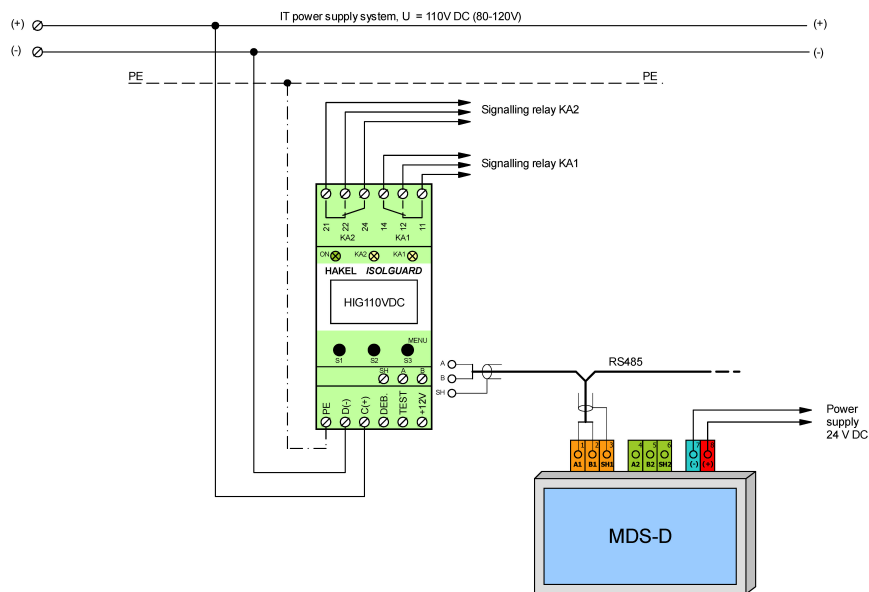 IT power supply system, U = 110V DC (80-120V)
(+) (+)
(-) (-)
PE PE
Signalling relay KA2
Signalling relay KA1
21 22 24 14 12 11
KA2 KA1
ON KA2 KA1
HAKEL ISOLGUARD
HIG110VDC
MENU
S1 S2 S3
SH A B
PE D(-) C(+) DEB. TEST +12V
A
B
SH
RS485
Power
supply
24 V DC
1 2 3 4 5 6 7 8
A1 B1 SH1 A2 B2 SH2 (-) (+)
MDS-D